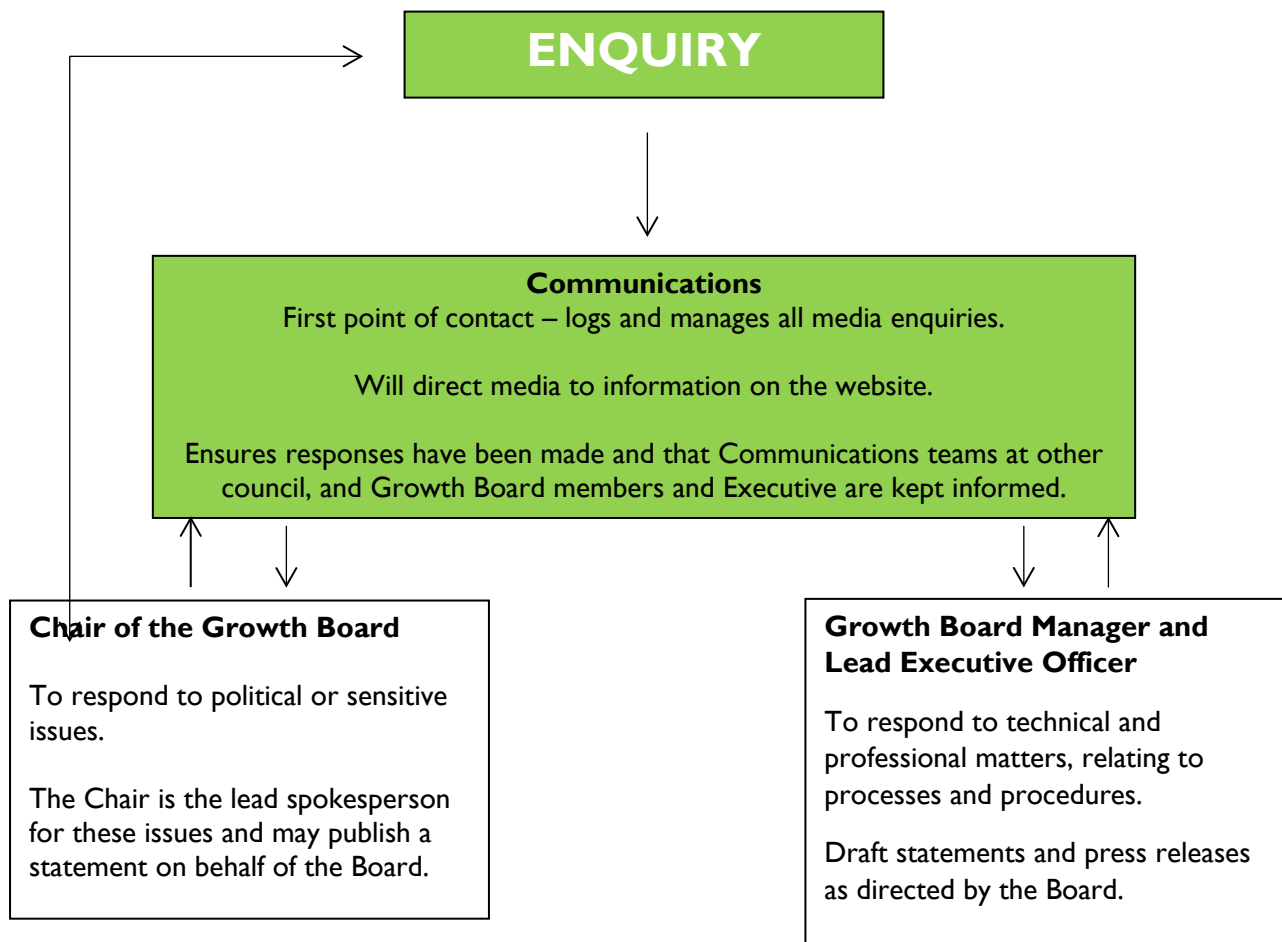 ENQUIRY
Communications
First point of contact – logs and manages all media enquiries.
Will direct media to information on the website.
Ensures responses have been made and that Communications teams at other
council, and Growth Board members and Executive are kept informed.
Chair of the Growth Board
To respond to political or sensitive
issues.
The Chair is the lead spokesperson
for these issues and may publish a
statement on behalf of the Board.
Growth Board Manager and
Lead Executive Officer
To respond to technical and
professional matters, relating to
processes and procedures.
Draft statements and press releases
as directed by the Board.